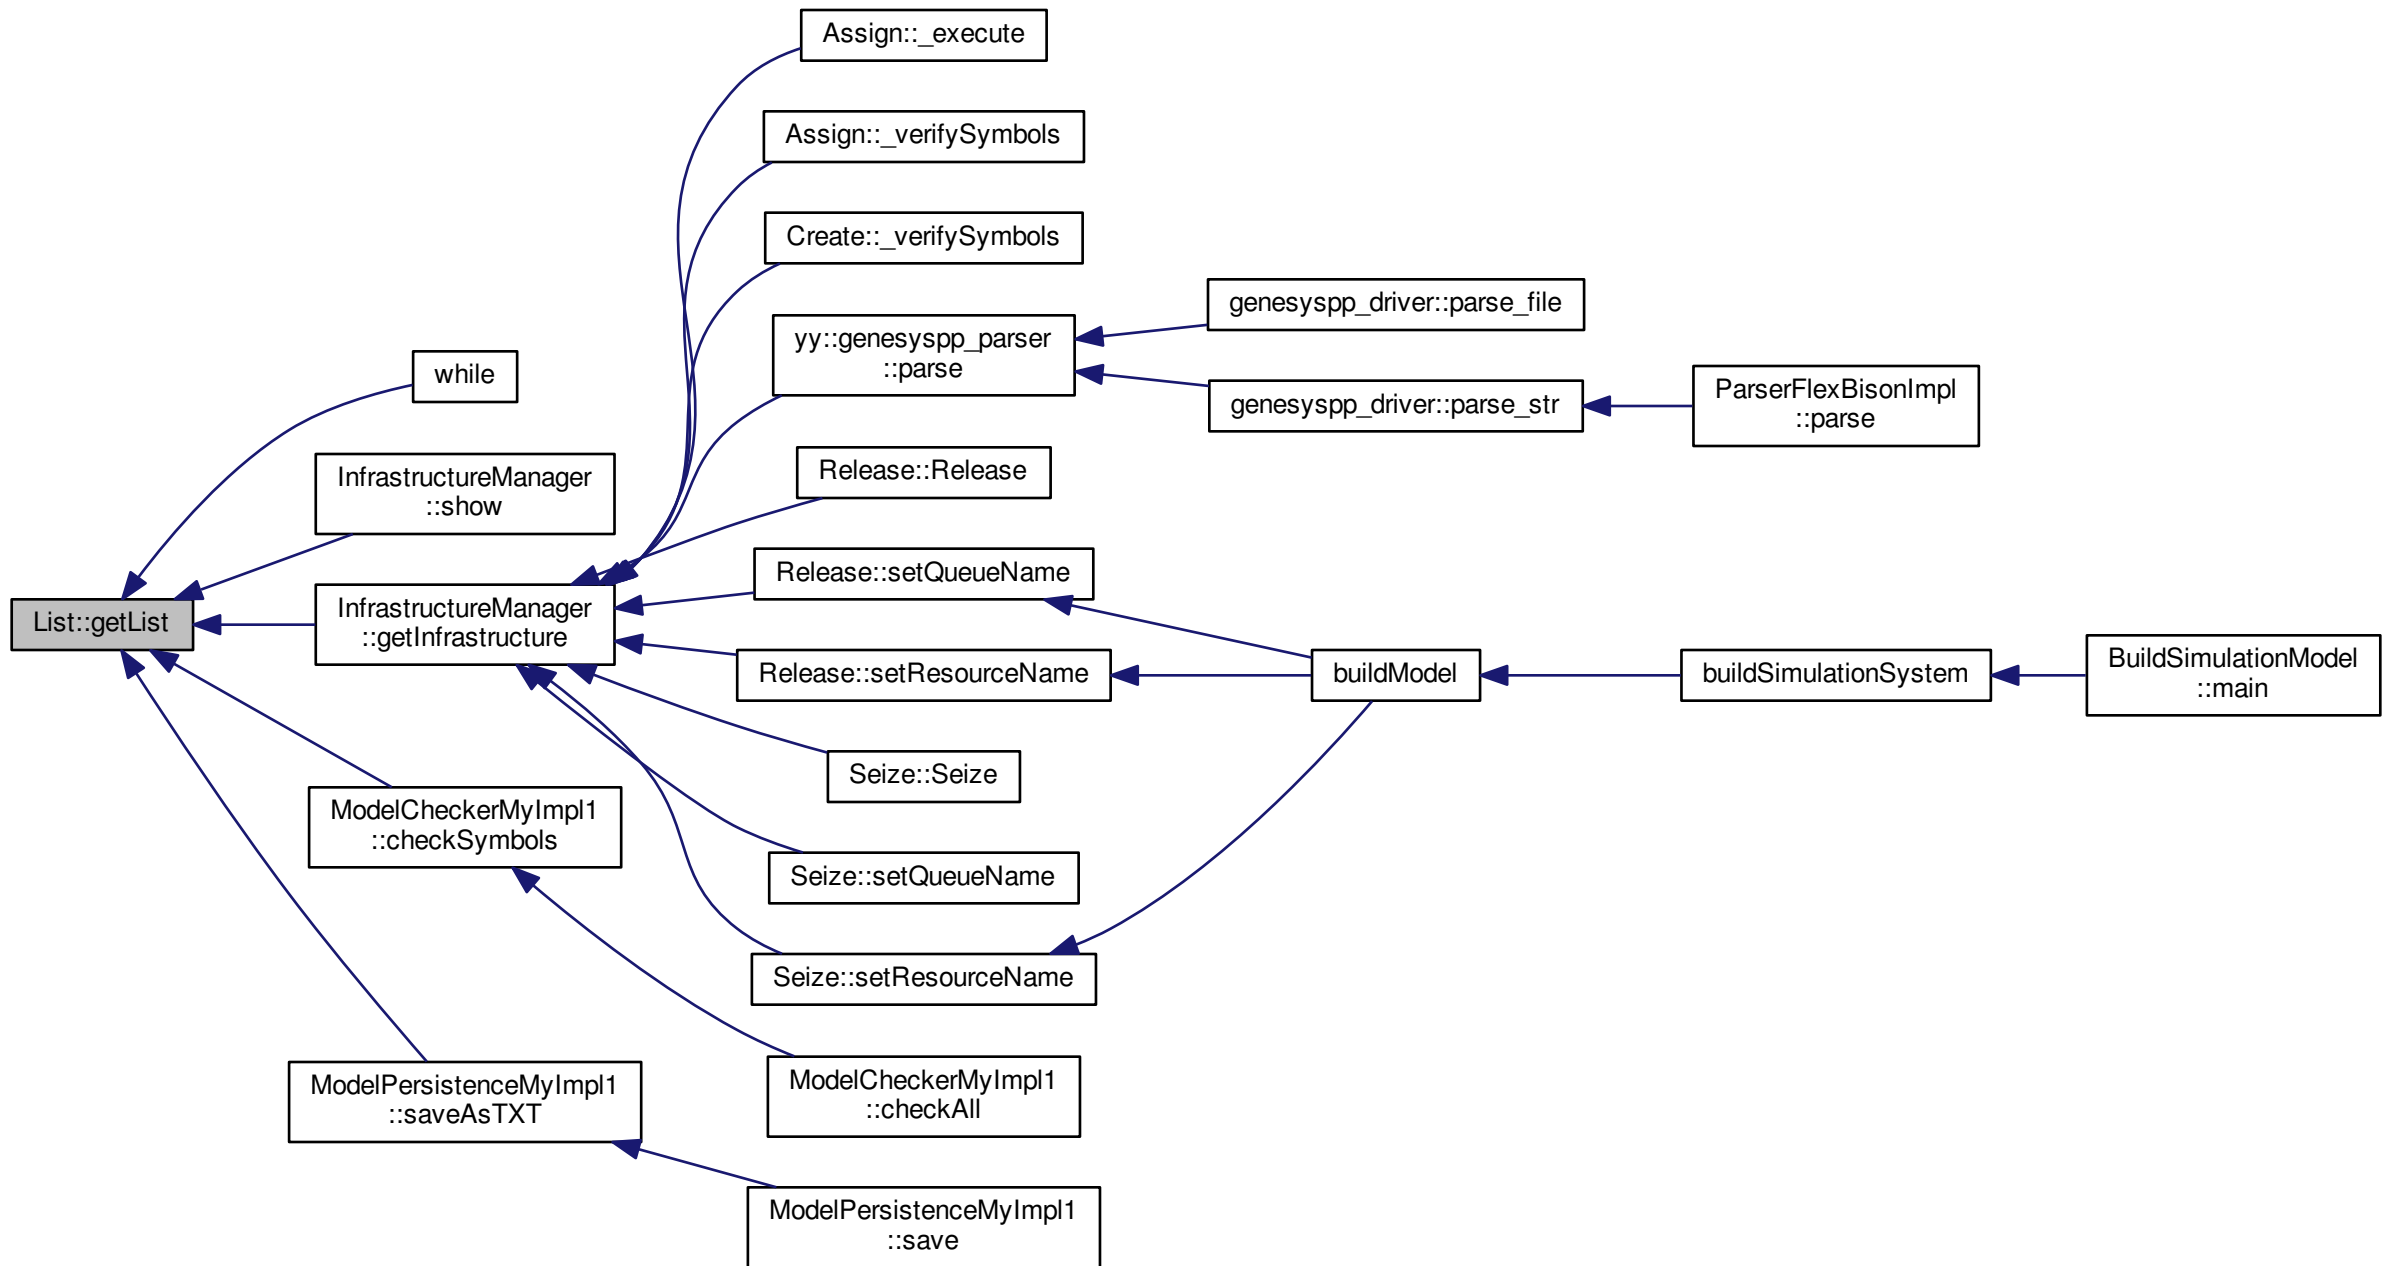 Assign::_execute
Assign::_verifySymbols
Create::_verifySymbols
genesyspp_driver::parse_file
yy::genesyspp_parser
::parse
while
genesyspp_driver::parse_str
ParserFlexBisonImpl
::parse
InfrastructureManager
::show
Release::Release
Release::setQueueName
List::getList
InfrastructureManager
::getInfrastructure
Release::setResourceName
buildModel
buildSimulationSystem
BuildSimulationModel
::main
Seize::Seize
ModelCheckerMyImpl1
::checkSymbols
Seize::setQueueName
Seize::setResourceName
ModelPersistenceMyImpl1
::saveAsTXT
ModelCheckerMyImpl1
::checkAll
ModelPersistenceMyImpl1
::save